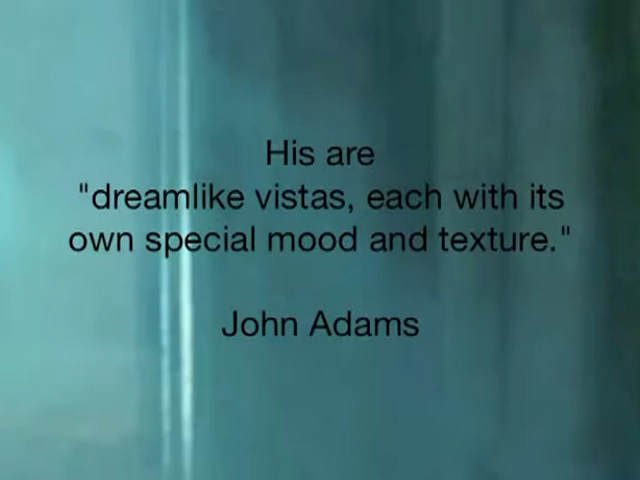 His are
"dreamlike vistas, each with its
own special mood and texture."
John Adams